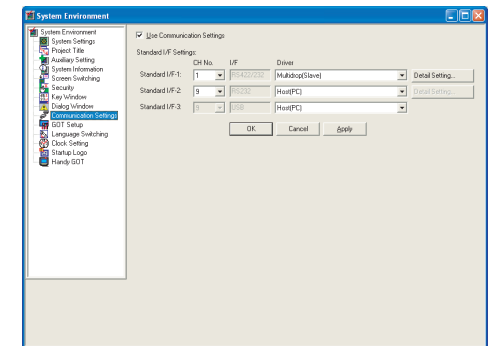 System Environment
System Environment
System Settings
Project Title
Auxiliary Setting
System Information
Screen Switching
Security
Key Window
Dialog Window
Communication Settings
GOT Setup
Language Switching
Clock Setting
Startup Logo
Handy GOT
Use Communication Settings
Standard I/F Settings:
CH No. I/F Driver
Standard I/F-1: 1 RS422/232 Multidrop(Slave) Detail Setting...
Standard I/F-2: 9 RS232 Host(PC) Detail Setting...
Standard I/F-3: 9 USB Host(PC)
OK Cancel Apply